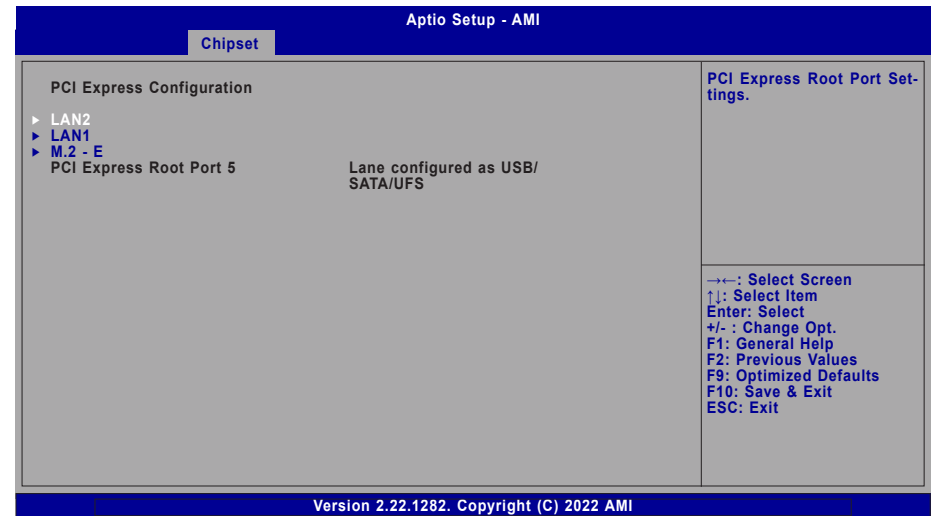 Aptio Setup - AMI
Chipset
PCI Express Configuration
► LAN2
► LAN1
► M.2 - E
PCI Express Root Port 5 Lane configured as USB/
SATA/UFS
PCI Express Root Port Set-
tings.
→←: Select Screen
↑↓: Select Item
Enter: Select
+/- : Change Opt.
F1: General Help
F2: Previous Values
F9: Optimized Defaults
F10: Save & Exit
ESC: Exit
Version 2.22.1282. Copyright (C) 2022 AMI